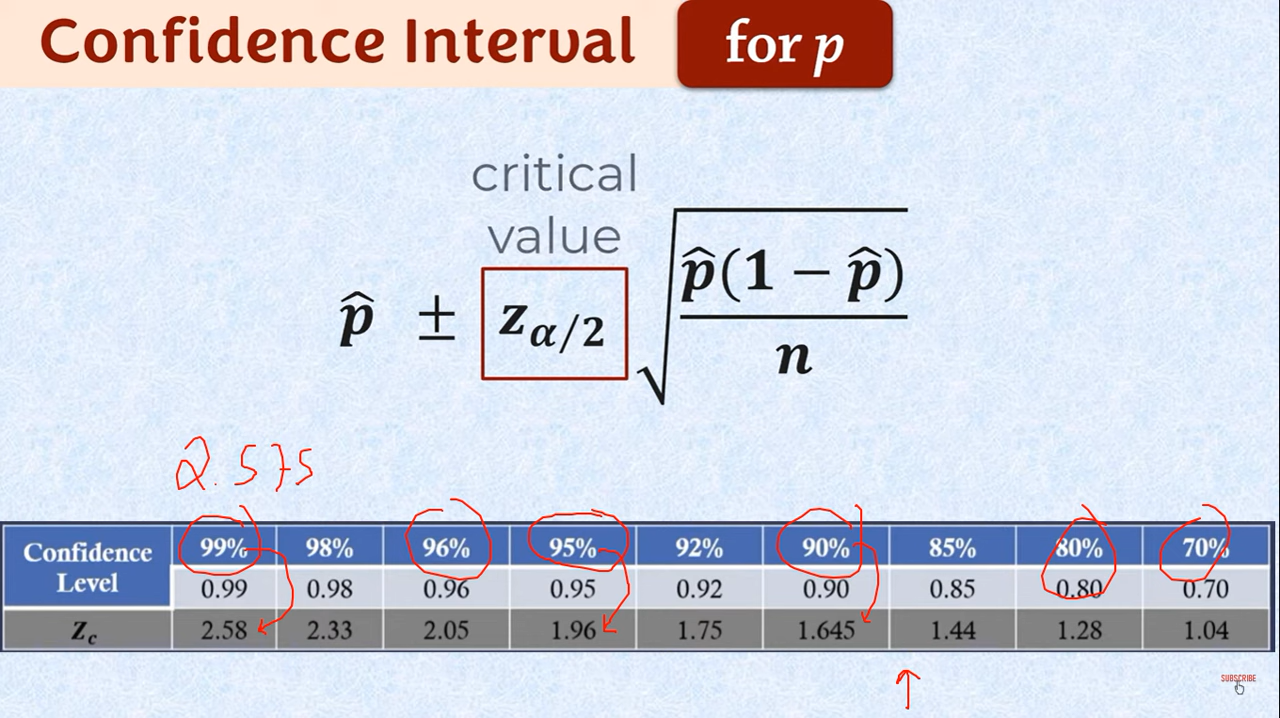 Confidence Interval for p
critical
value
p̂ ± z_{α/2} √(p̂(1 − p̂)/n)
2.575
Confidence Level 99% 98% 96% 95% 92% 90% 85% 80% 70%
0.99 0.98 0.96 0.95 0.92 0.90 0.85 0.80 0.70
Z_c 2.58 2.33 2.05 1.96 1.75 1.645 1.44 1.28 1.04
SUBSCRIBE